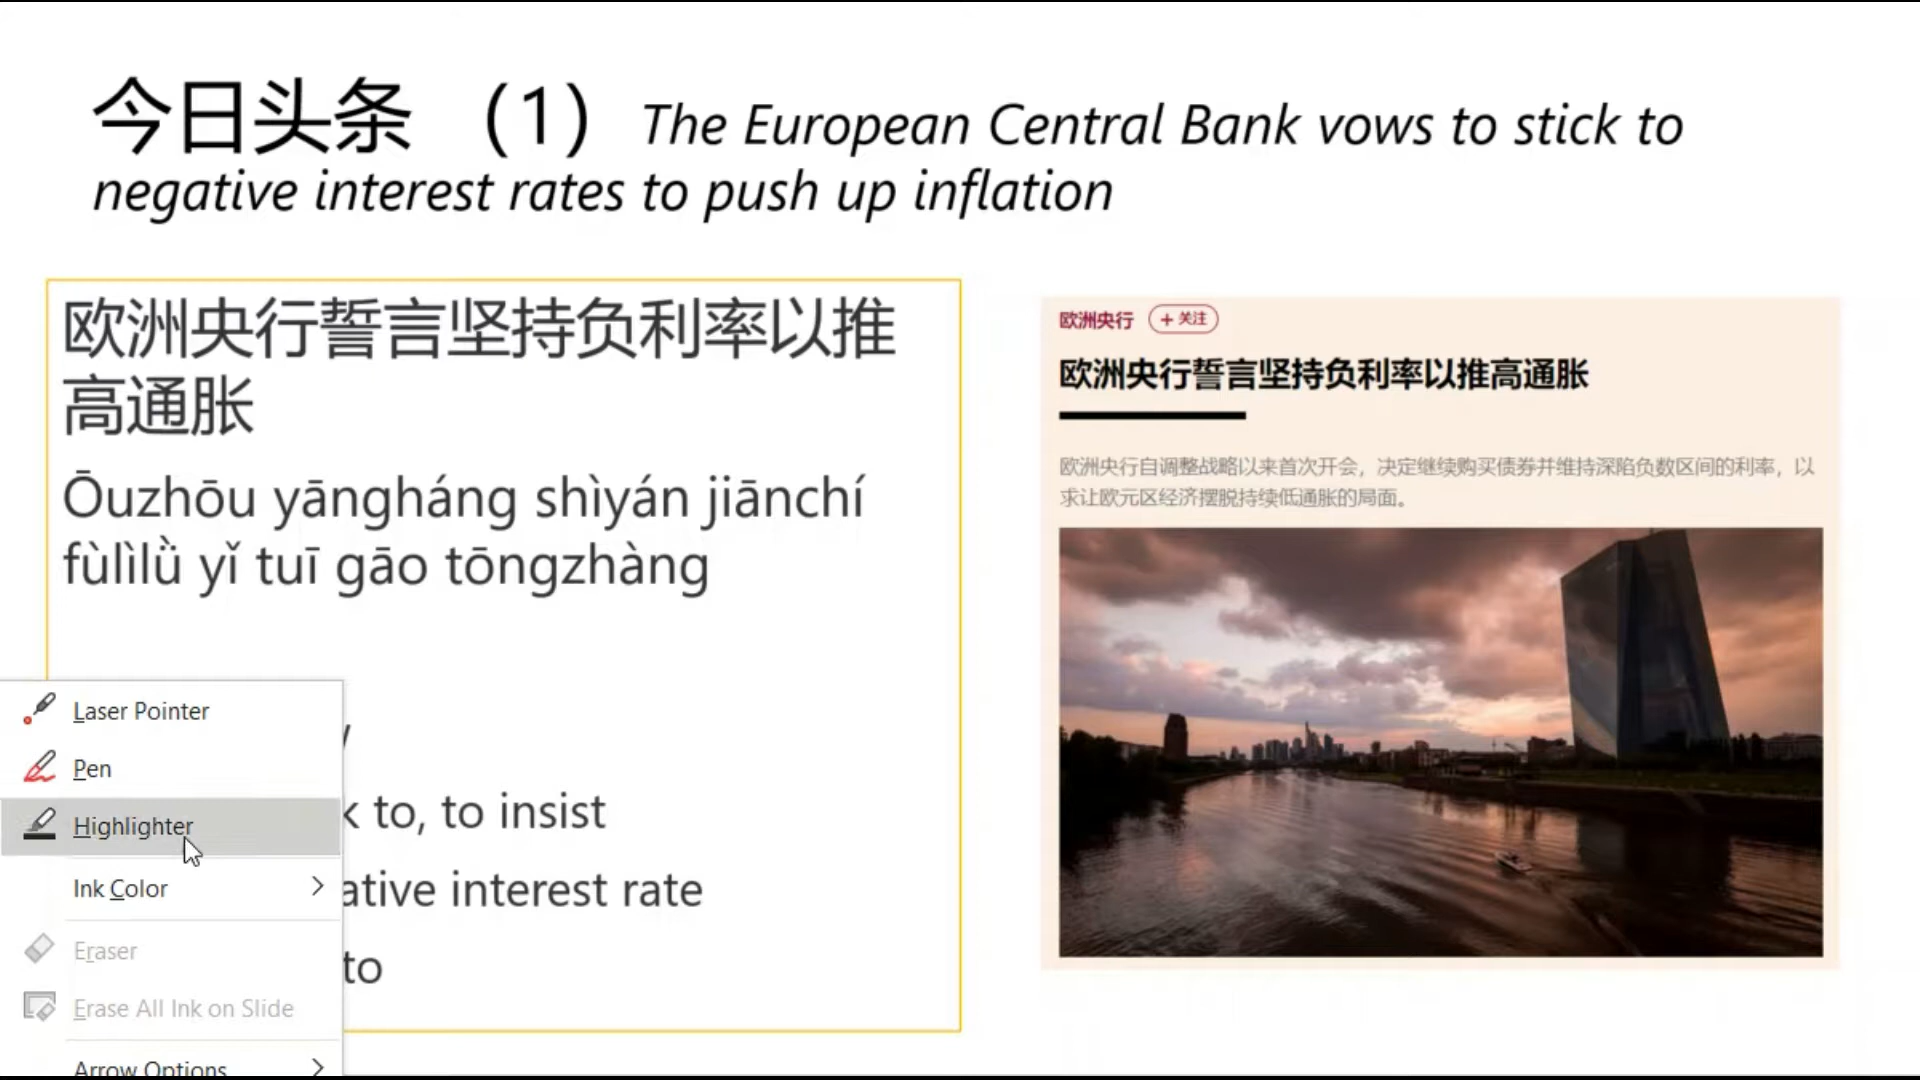 今日头条 （1） The European Central Bank vows to stick to
negative interest rates to push up inflation
欧洲央行誓言坚持负利率以推
高通胀
Ōuzhōu yāngháng shìyán jiānchí
fùlìlǜ yǐ tuī gāo tōngzhàng
k to, to insist
ative interest rate
to
Laser Pointer
Pen
Highlighter
Ink Color
Eraser
Erase All Ink on Slide
Arrow Options
欧洲央行 + 关注
欧洲央行誓言坚持负利率以推高通胀
欧洲央行自调整战略以来首次开会，决定继续购买债券并维持深陷负数区间的利率，以
求让欧元区经济摆脱持续低通胀的局面。